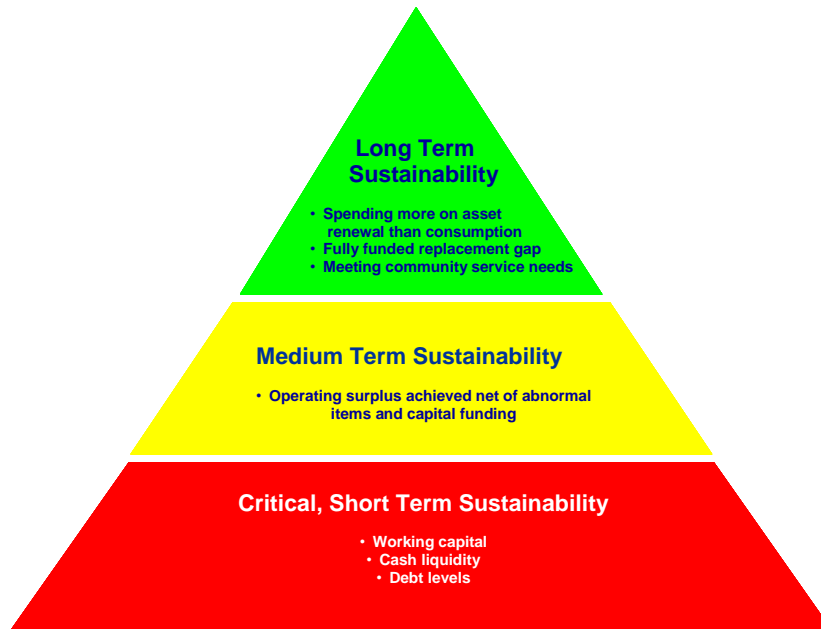 Long Term
Sustainability
• Spending more on asset
renewal than consumption
• Fully funded replacement gap
• Meeting community service needs
Medium Term Sustainability
• Operating surplus achieved net of abnormal
items and capital funding
Critical, Short Term Sustainability
• Working capital
• Cash liquidity
• Debt levels